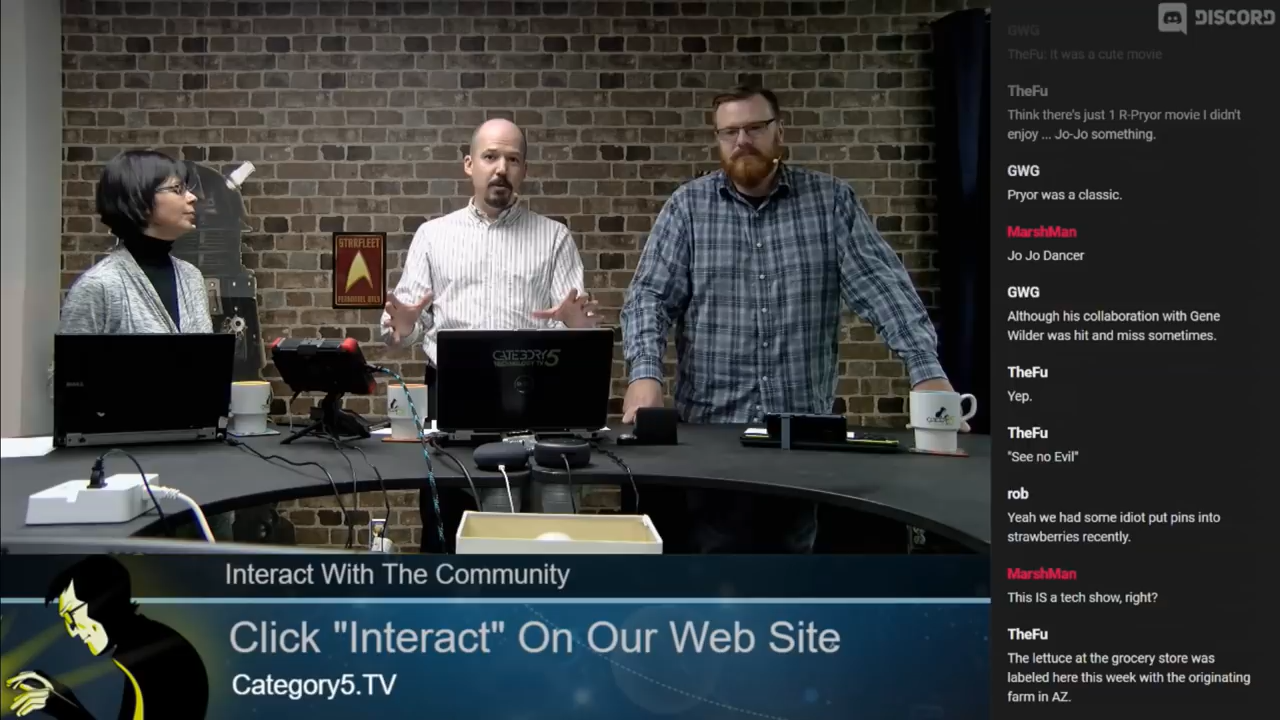 DISCORD
GWG
TheFu: It was a cute movie
TheFu
Think there's just 1 R-Pryor movie I didn't
enjoy ... Jo-Jo something.
GWG
Pryor was a classic.
MarshMan
Jo Jo Dancer
GWG
Although his collaboration with Gene
Wilder was hit and miss sometimes.
TheFu
Yep.
TheFu
"See no Evil"
rob
Yeah we had some idiot put pins into
strawberries recently.
MarshMan
This IS a tech show, right?
TheFu
The lettuce at the grocery store was
labeled here this week with the originating
farm in AZ.
STARFLEET
CATEGORY5
TECHNOLOGY TV
DELL
Interact With The Community
Click "Interact" On Our Web Site
Category5.TV